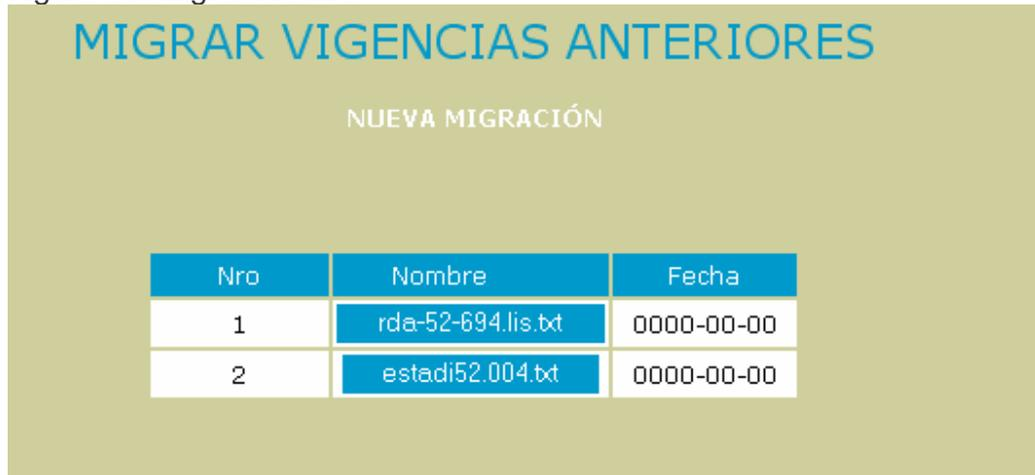 MIGRAR VIGENCIAS ANTERIORES
NUEVA MIGRACIÓN
Nro Nombre Fecha
1 rda-52-694.lis.txt 0000-00-00
2 estadi52.004.txt 0000-00-00